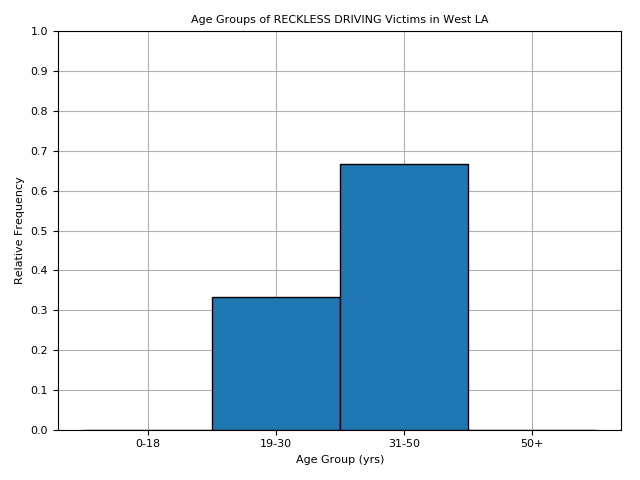 Age Groups of RECKLESS DRIVING Victims in West LA
1.0
0.9
0.8
0.7
0.6
0.5
0.4
0.3
0.2
0.1
0.0
Relative Frequency
0-18 19-30 31-50 50+
Age Group (yrs)